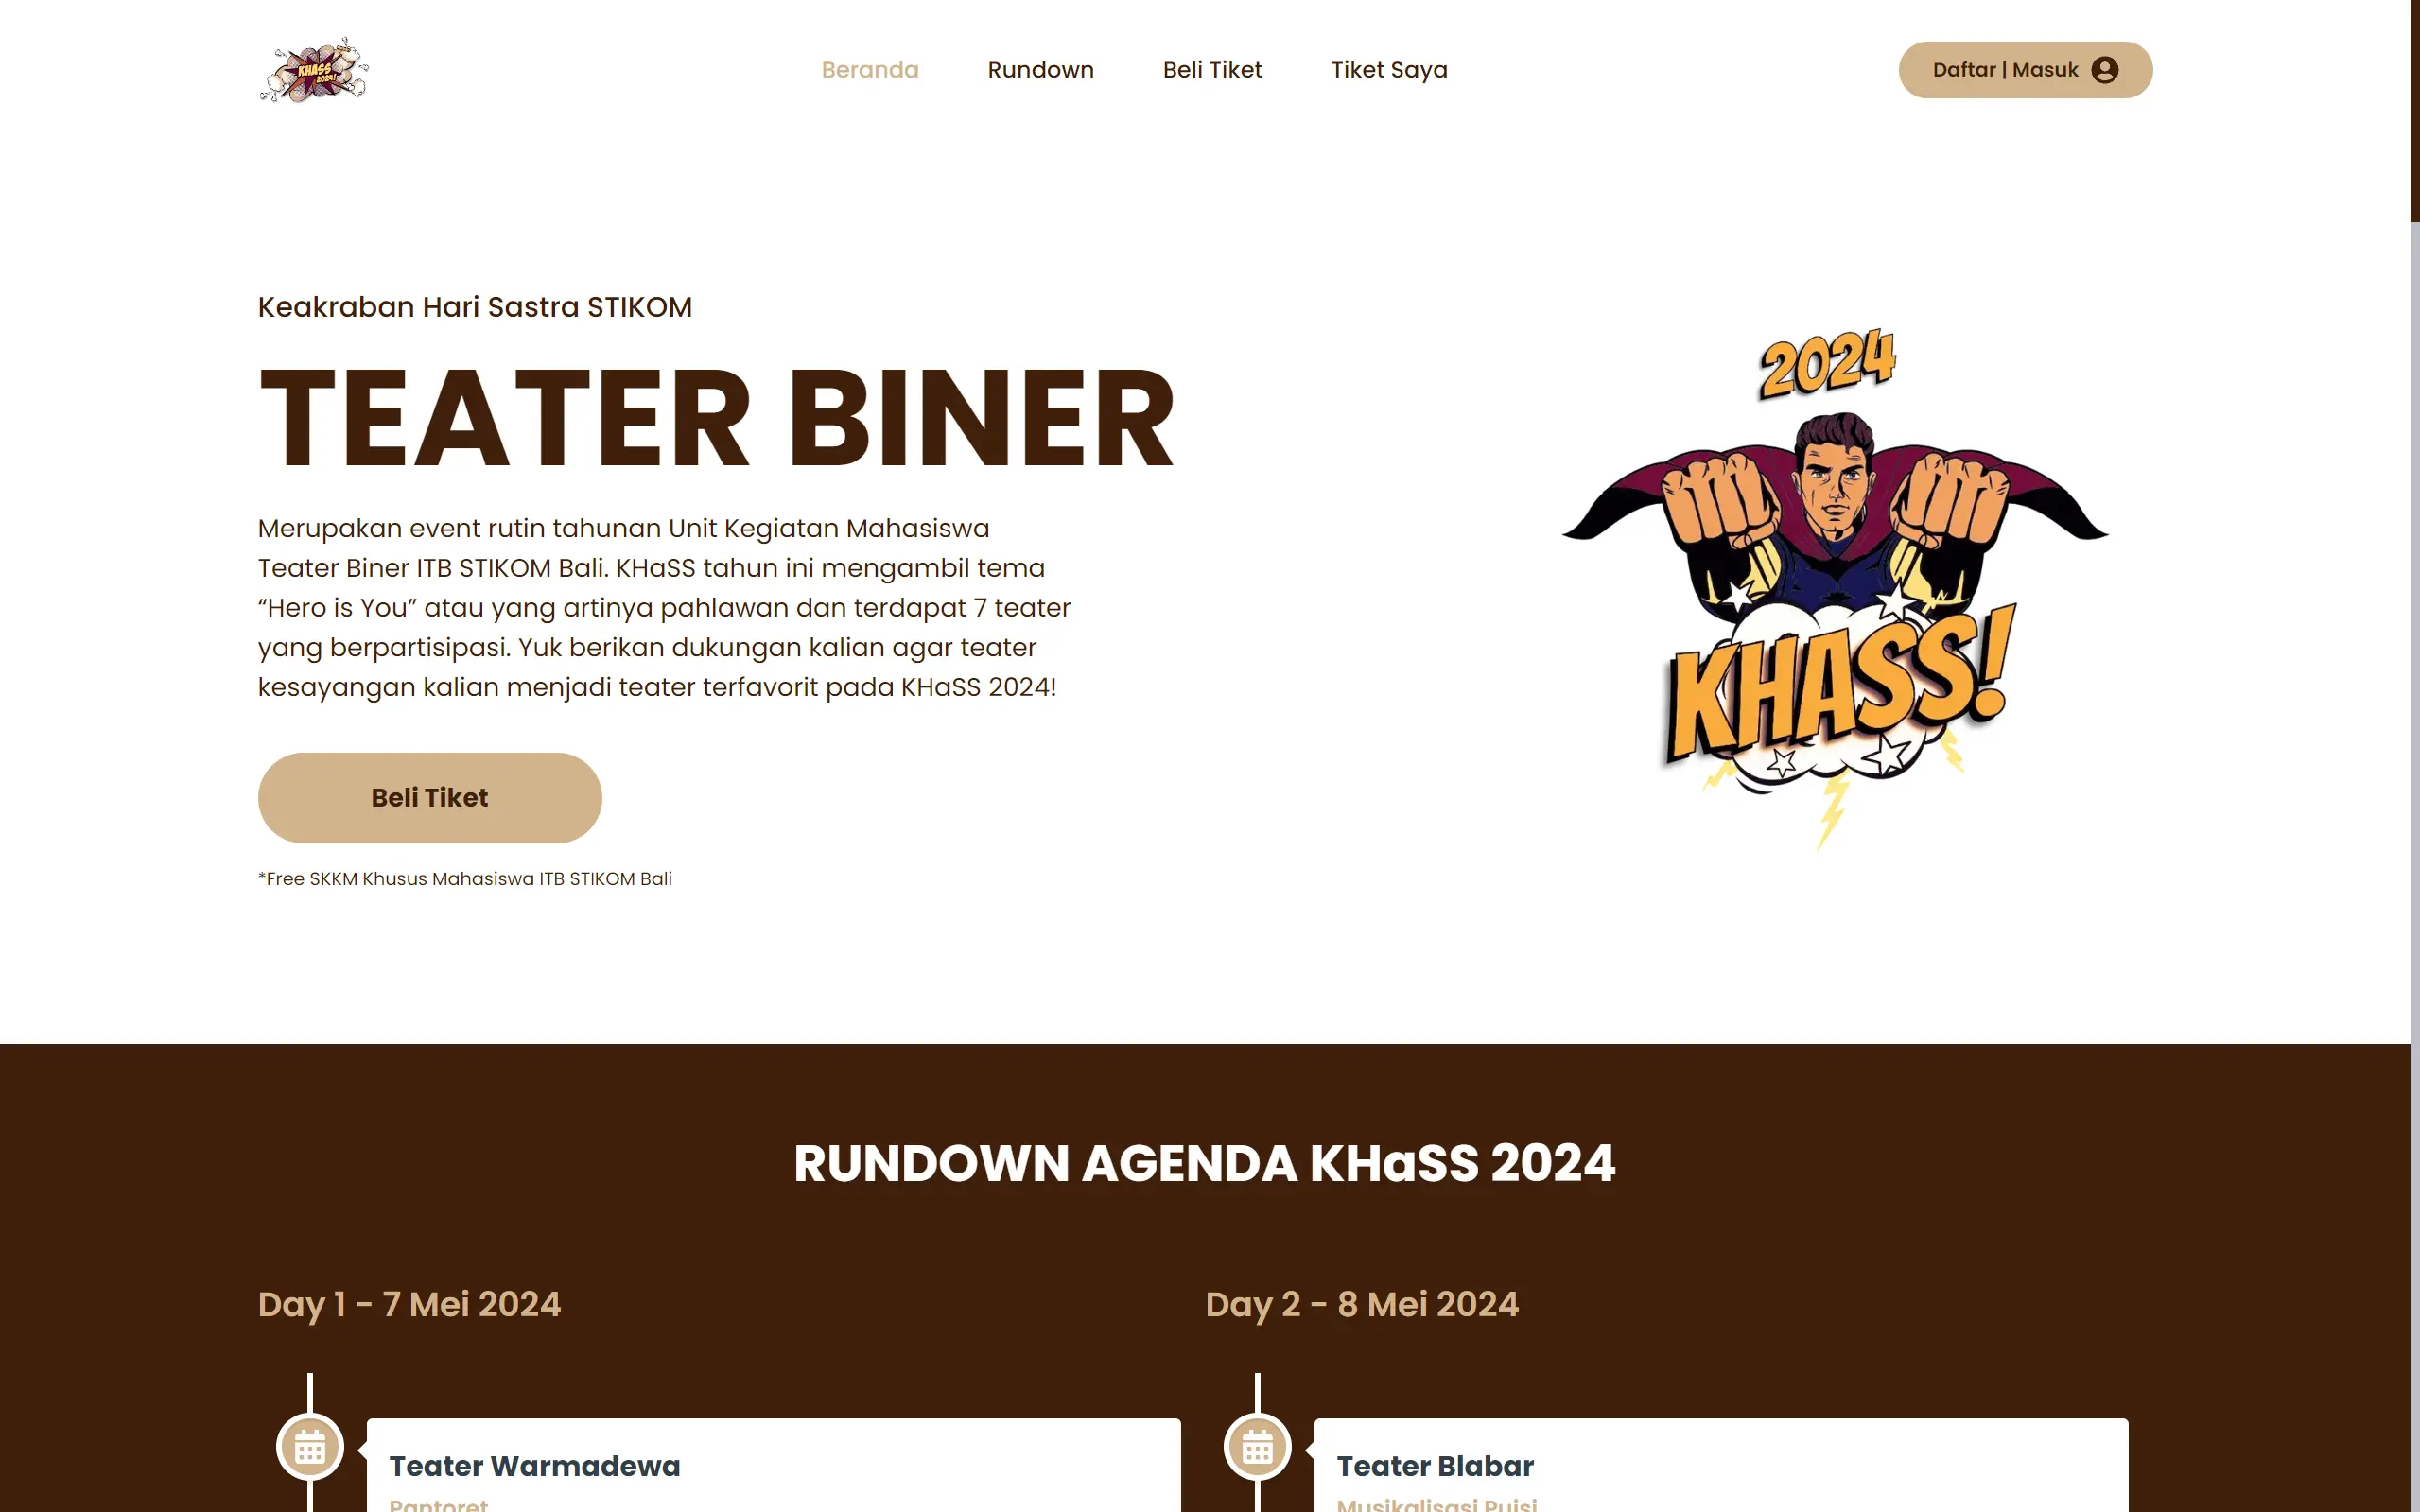 KHASS
2024!
Beranda
Rundown
Beli Tiket
Tiket Saya
Daftar | Masuk
Keakraban Hari Sastra STIKOM
TEATER BINER
Merupakan event rutin tahunan Unit Kegiatan Mahasiswa
Teater Biner ITB STIKOM Bali. KHaSS tahun ini mengambil tema
“Hero is You” atau yang artinya pahlawan dan terdapat 7 teater
yang berpartisipasi. Yuk berikan dukungan kalian agar teater
kesayangan kalian menjadi teater terfavorit pada KHaSS 2024!
Beli Tiket
*Free SKKM Khusus Mahasiswa ITB STIKOM Bali
2024
KHASS!
RUNDOWN AGENDA KHaSS 2024
Day 1 - 7 Mei 2024
Teater Warmadewa
Pantoret
Day 2 - 8 Mei 2024
Teater Blabar
Musikalisasi Puisi